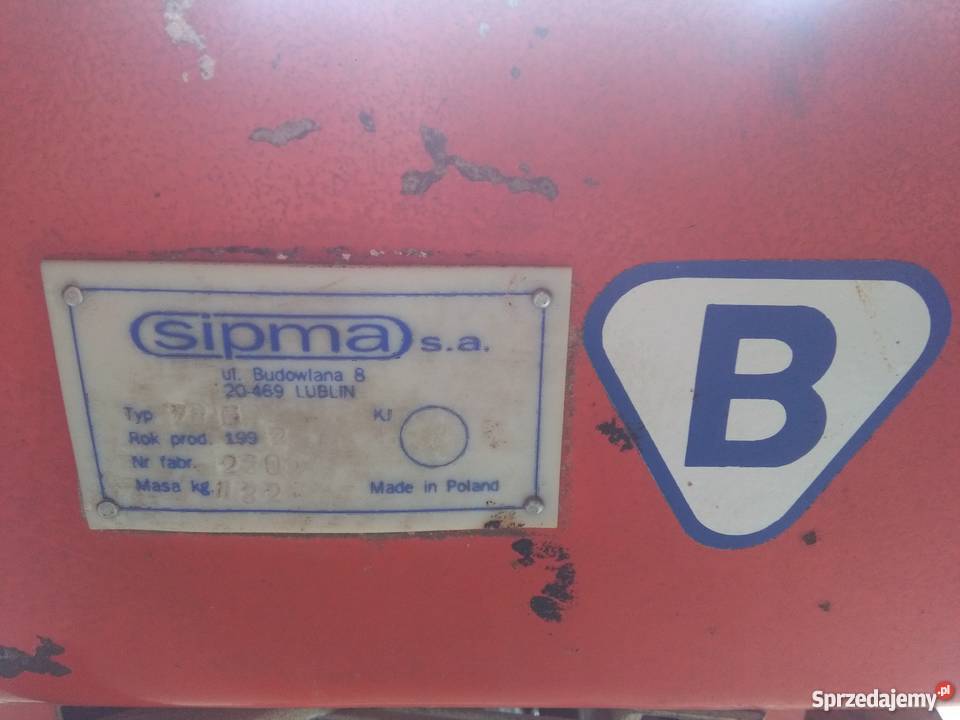 sipma s.a.
ul. Budowlana 8
20-469 LUBLIN
Typ KJ
Rok prod. 199
Nr fabr.
Masa kg.
Made in Poland
B
Sprzedajemy.pl